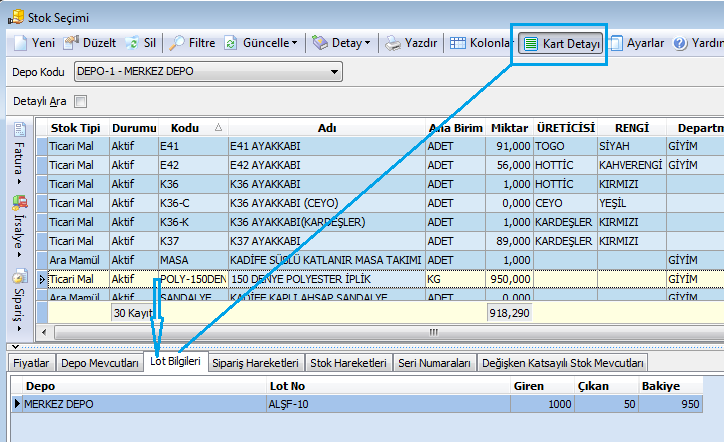 Stok Seçimi
Yeni Düzelt Sil Filtre Güncelle Detay Yazdır Kolonlar Kart Detayı Ayarlar Yardın
Depo Kodu DEPO-1 - MERKEZ DEPO
Detaylı Ara
Stok Tipi Durumu Kodu Adı Ana Birim Miktar ÜRETİCİSİ RENGİ Departm
Ticari Mal Aktif E41 E41 AYAKKABI ADET 91,000 TOGO SİYAH GİYİM
Ticari Mal Aktif E42 E42 AYAKKABI ADET 56,000 HOTTİC KAHVERENGİ GİYİM
Ticari Mal Aktif K36 K36 AYAKKABI ADET 1,000 HOTTİC KIRMIZI
Ticari Mal Aktif K36-C K36 AYAKKABI (CEYO) ADET 0,000 CEYO YEŞİL
Ticari Mal Aktif K36-K K36 AYAKKABI(KARDEŞLER) ADET 1,000 KARDEŞLER KIRMIZI
Ticari Mal Aktif K37 K37 AYAKKABI ADET 89,000 KARDEŞLER KIRMIZI
Ara Mamül Aktif MASA KADİFE SÜSLÜ KATLANIR MASA TAKIMI ADET 1,000 GİYİM
Ticari Mal Aktif POLY-150DEN 150 DENYE POLYESTER İPLİK KG 950,000 GİYİM
Ara Mamül Aktif SANDALYE KADİFE KAPLI AHŞAP SANDALYE ADET 0,000 GİYİM
30 Kayıt 918,290
Fatura
İrsalye
Sipariş
Fiyatlar Depo Mevcutları Lot Bilgileri Sipariş Hareketleri Stok Hareketleri Seri Numaraları Değişken Katsayılı Stok Mevcutları
Depo Lot No Giren Çıkan Bakiye
MERKEZ DEPO ALŞF-10 1000 50 950